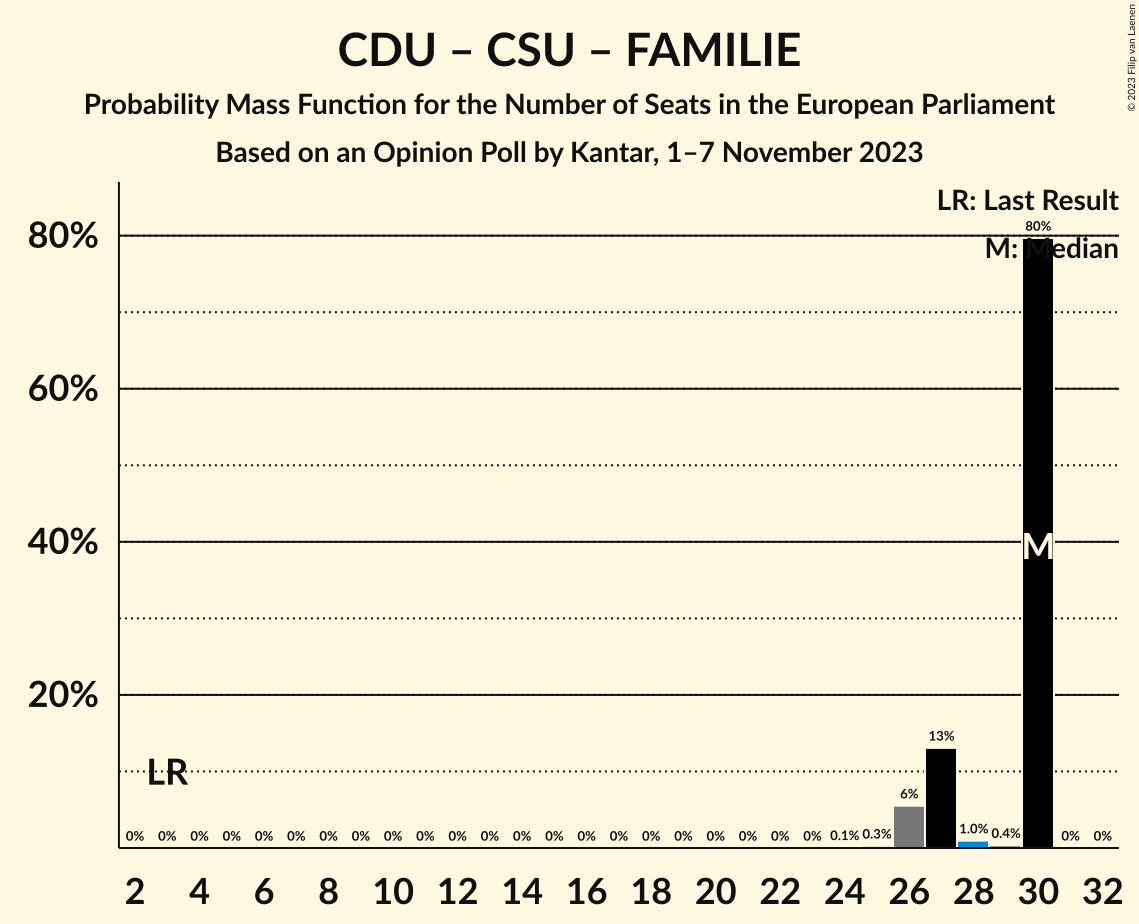 CDU – CSU – FAMILIE
Probability Mass Function for the Number of Seats in the European Parliament
Based on an Opinion Poll by Kantar, 1–7 November 2023
© 2023 Filip van Laenen
LR: Last Result
M: Median
80%
60%
40%
20%
LR
M
0% 0% 0% 0% 0% 0% 0% 0% 0% 0% 0% 0% 0% 0% 0% 0% 0% 0% 0% 0% 0% 0% 0.1% 0.3% 6% 13% 1.0% 0.4% 80% 0% 0%
2 4 6 8 10 12 14 16 18 20 22 24 26 28 30 32